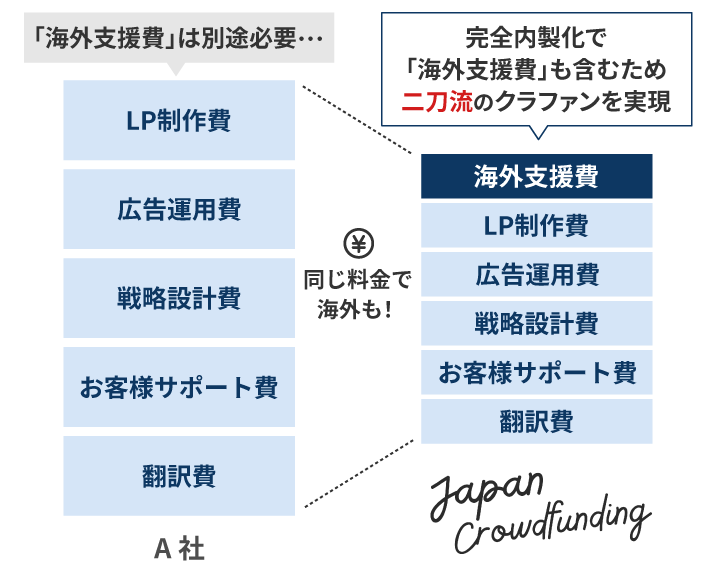 「海外支援費」は別途必要…
LP制作費
広告運用費
戦略設計費
お客様サポート費
翻訳費
A 社
¥
同じ料金で
海外も!
完全内製化で
「海外支援費」も含むため
二刀流のクラファンを実現
海外支援費
LP制作費
広告運用費
戦略設計費
お客様サポート費
翻訳費
Japan
Crowdfunding